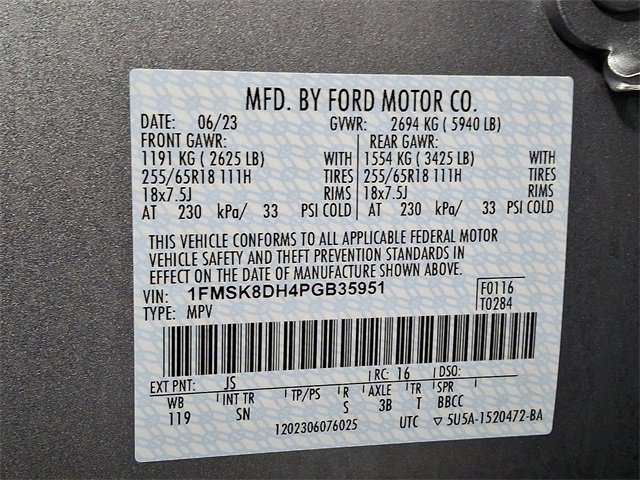 MFD. BY FORD MOTOR CO.
DATE: 06/23 GVWR: 2694 KG ( 5940 LB)
FRONT GAWR: REAR GAWR:
1191 KG ( 2625 LB) WITH 1554 KG ( 3425 LB) WITH
255/65R18 111H TIRES 255/65R18 111H TIRES
18x7.5J RIMS 18x7.5J RIMS
AT 230 kPa/ 33 PSI COLD AT 230 kPa/ 33 PSI COLD
THIS VEHICLE CONFORMS TO ALL APPLICABLE FEDERAL MOTOR
VEHICLE SAFETY AND THEFT PREVENTION STANDARDS IN
EFFECT ON THE DATE OF MANUFACTURE SHOWN ABOVE.
VIN: 1FMSK8DH4PGB35951 F0116
TYPE: MPV T0284
EXT PNT: JS RC: 16 DSO:
WB INT TR TP/PS R AXLE TR SPR
119 SN S 3B T BBCC
1202306076025 UTC ▽ 5U5A-1520472-BA